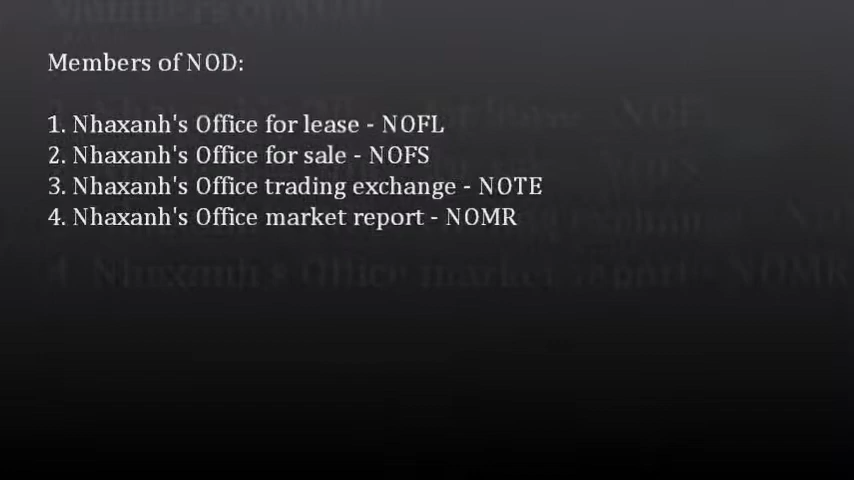 Members of NOD:
1. Nhaxanh's Office for lease - NOFL
2. Nhaxanh's Office for sale - NOFS
3. Nhaxanh's Office trading exchange - NOTE
4. Nhaxanh's Office market report - NOMR